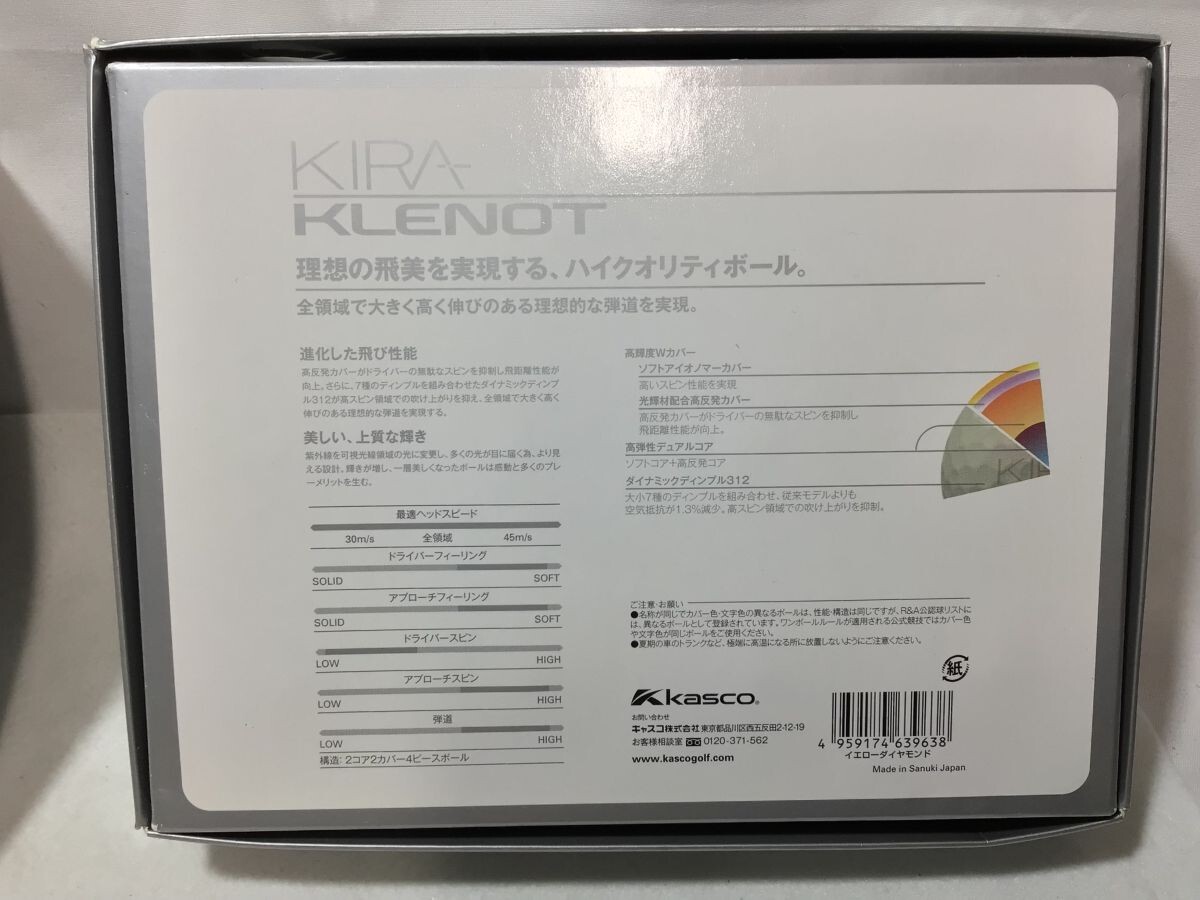 KIRA
KLENOT
理想の飛美を実現する、ハイクオリティボール。
全領域で大きく高く伸びのある理想的な弾道を実現。
進化した飛び性能
高反発カバーがドライバーの無駄なスピンを抑制し飛距離性能が
向上。さらに、7種のディンプルを組み合わせたダイナミックディンプ
ル312が高スピン領域での吹け上がりを抑え、全領域で大きく高く
伸びのある理想的な弾道を実現する。
美しい、上質な輝き
紫外線を可視光線領域の光に変更し、多くの光が目に届く為、より見
える設計。輝きが増し、一層美しくなったボールは感動と多くのプレ
ーメリットを生む。
最適ヘッドスピード
30m/s 全領域 45m/s
ドライバーフィーリング
SOLID SOFT
アプローチフィーリング
SOLID SOFT
ドライバースピン
LOW HIGH
アプローチスピン
LOW HIGH
弾道
LOW HIGH
構造: 2コア2カバー4ピースボール
高輝度Wカバー
ソフトアイオノマーカバー
高いスピン性能を実現
光輝材配合高反発カバー
高反発カバーがドライバーの無駄なスピンを抑制し
飛距離性能が向上。
高弾性デュアルコア
ソフトコア+高反発コア
ダイナミックディンプル312
大小7種のディンプルを組み合わせ、従来モデルよりも
空気抵抗が1.3%減少。高スピン領域での吹け上がりを抑制。
KIR
ご注意・お願い
●名称が同じでカバー色・文字色の異なるボールは、性能・構造は同じですが、R&A公認球リストに
は、異なるボールとして登録されています。ワンボールルールが適用される公式競技ではカバー色
や文字色が同じボールをご使用ください。
●夏期の車のトランクなど、極端に高温になる所に放置しないようにご注意ください。
紙
kasco®
お問い合わせ
キャスコ株式会社 東京都品川区西五反田2-12-19
お客様相談室 0120-371-562
www.kascogolf.com
4 959174 639638
イエローダイヤモンド
Made in Sanuki Japan